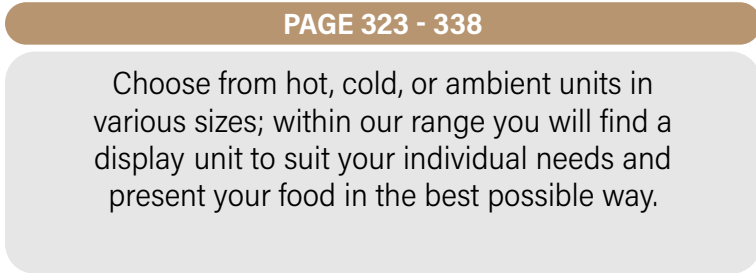 PAGE 323 - 338
Choose from hot, cold, or ambient units in
various sizes; within our range you will find a
display unit to suit your individual needs and
present your food in the best possible way.